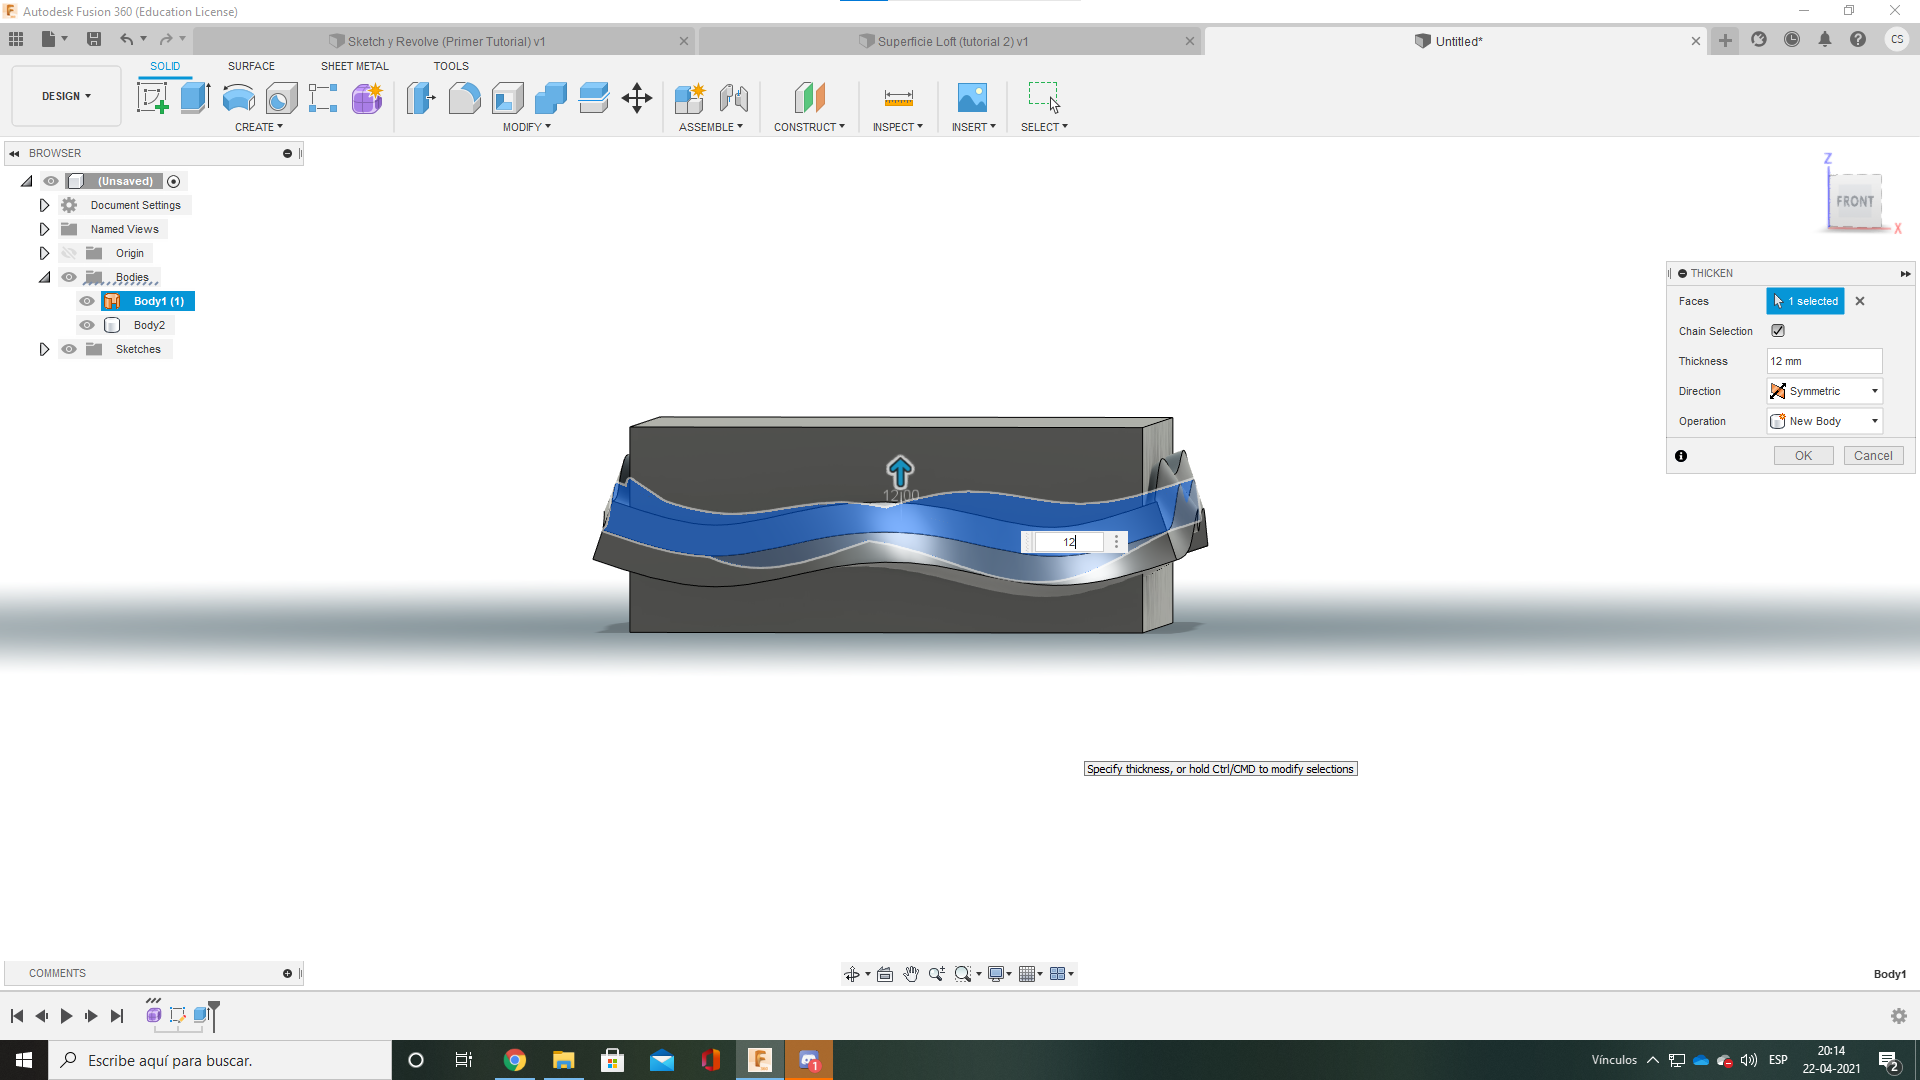 Autodesk Fusion 360 (Education License)
Sketch y Revolve (Primer Tutorial) v1
Superficie Loft (tutorial 2) v1
Untitled*
CS
DESIGN
SOLID
SURFACE
SHEET METAL
TOOLS
CREATE
MODIFY
ASSEMBLE
CONSTRUCT
INSPECT
INSERT
SELECT
BROWSER
(Unsaved)
Document Settings
Named Views
Origin
Bodies
Body1 (1)
Body2
Sketches
Z
FRONT
X
THICKEN
Faces
1 selected
Chain Selection
Thickness
12 mm
Direction
Symmetric
Operation
New Body
OK
Cancel
12.00
12
Specify thickness, or hold Ctrl/CMD to modify selections
COMMENTS
Body1
Escribe aquí para buscar.
1
Vínculos
ESP
20:14
22-04-2021
2